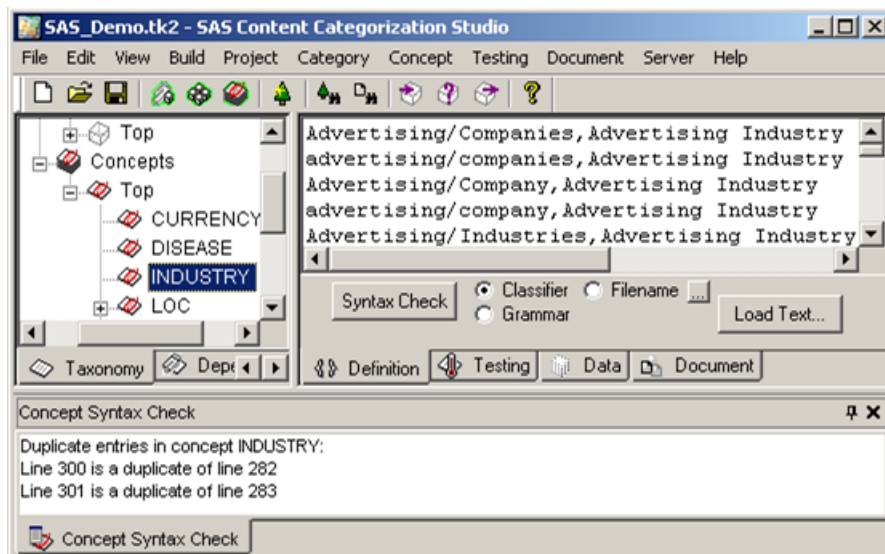 SAS_Demo.tk2 - SAS Content Categorization Studio
File Edit View Build Project Category Concept Testing Document Server Help
Top
Concepts
Top
CURRENCY
DISEASE
INDUSTRY
LOC
Taxonomy
Advertising/Companies,Advertising Industry
advertising/companies,Advertising Industry
Advertising/Company,Advertising Industry
advertising/company,Advertising Industry
Advertising/Industries,Advertising Industry
Syntax Check Classifier Filename ...
Grammar Load Text...
Definition Testing Data Document
Concept Syntax Check
Duplicate entries in concept INDUSTRY:
Line 300 is a duplicate of line 282
Line 301 is a duplicate of line 283
Concept Syntax Check